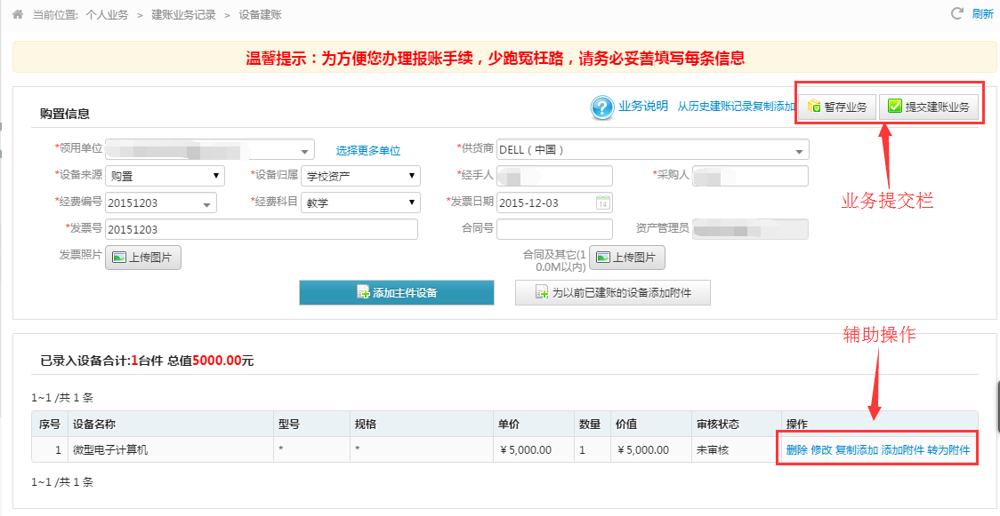 当前位置: 个人业务 > 建账业务记录 > 设备建账 刷新
温馨提示：为方便您办理报账手续，少跑冤枉路，请务必妥善填写每条信息
购置信息 业务说明 从历史建账记录复制添加 暂存业务 提交建账业务
*领用单位 选择更多单位 *供货商 DELL（中国）
*设备来源 购置 *设备归属 学校资产 *经手人 *采购人
业务提交栏
*经费编号 20151203 *经费科目 教学 *发票日期 2015-12-03 14
*发票号 20151203 合同号 资产管理员
发票照片 上传图片 合同及其它(1
0.0M以内) 上传图片
添加主件设备 为以前已建账的设备添加附件
辅助操作
已录入设备合计:1台件 总值5000.00元
1~1 /共 1 条
序号 设备名称 型号 规格 单价 数量 价值 审核状态 操作
1 微型电子计算机 * * ￥5,000.00 1 ￥5,000.00 未审核 删除 修改 复制添加 添加附件 转为附件
1~1 /共 1 条